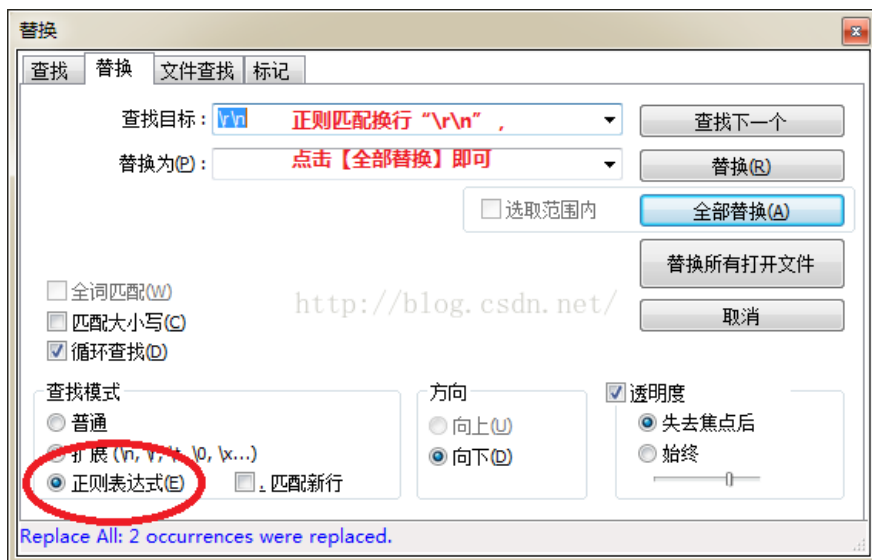 替换
查找 替换 文件查找 标记
查找目标： \r\n 正则匹配换行“\r\n”， 查找下一个
替换为(P)： 点击【全部替换】即可 替换(R)
选取范围内 全部替换(A)
替换所有打开文件
全词匹配(W) http://blog.csdn.net/
匹配大小写(C) 取消
循环查找(D)
查找模式 方向 透明度
普通 向上(U) 失去焦点后
扩展 (\n, \r, \t, \0, \x...) 向下(D) 始终
正则表达式(E) . 匹配新行
Replace All: 2 occurrences were replaced.